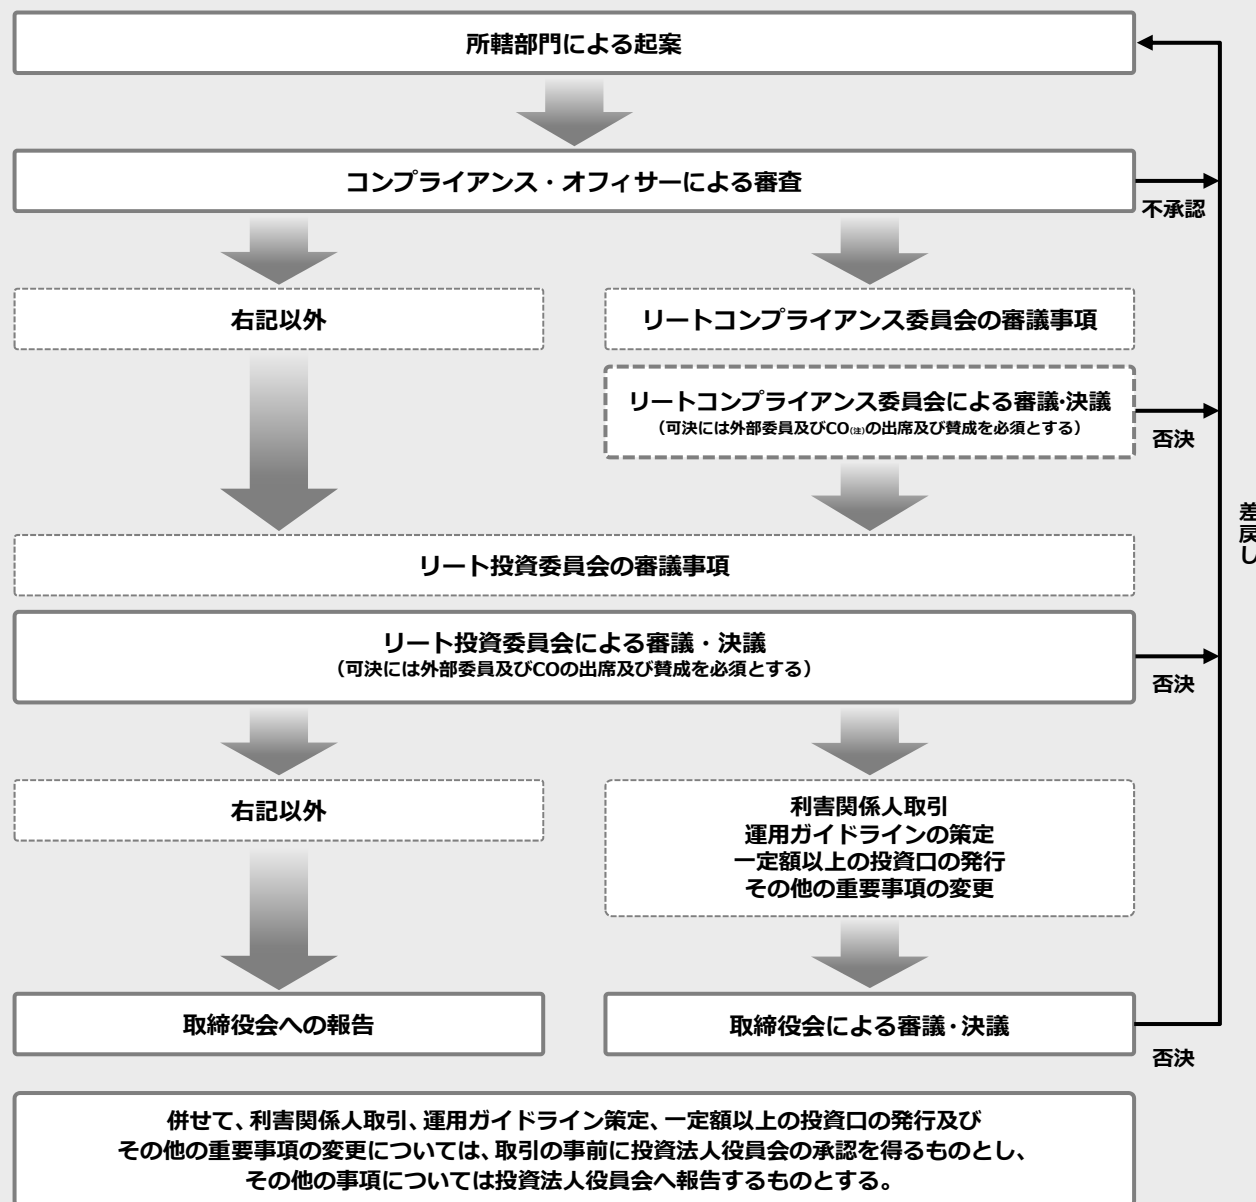 所轄部門による起案
コンプライアンス・オフィサーによる審査
不承認
右記以外
リートコンプライアンス委員会の審議事項
リートコンプライアンス委員会による審議・決議
（可決には外部委員及びCO(注)の出席及び賛成を必須とする）
否決
差戻し
リート投資委員会の審議事項
リート投資委員会による審議・決議
（可決には外部委員及びCOの出席及び賛成を必須とする）
否決
右記以外
利害関係人取引
運用ガイドラインの策定
一定額以上の投資口の発行
その他の重要事項の変更
取締役会への報告
取締役会による審議・決議
否決
併せて、利害関係人取引、運用ガイドライン策定、一定額以上の投資口の発行及び
その他の重要事項の変更については、取引の事前に投資法人役員会の承認を得るものとし、
その他の事項については投資法人役員会へ報告するものとする。